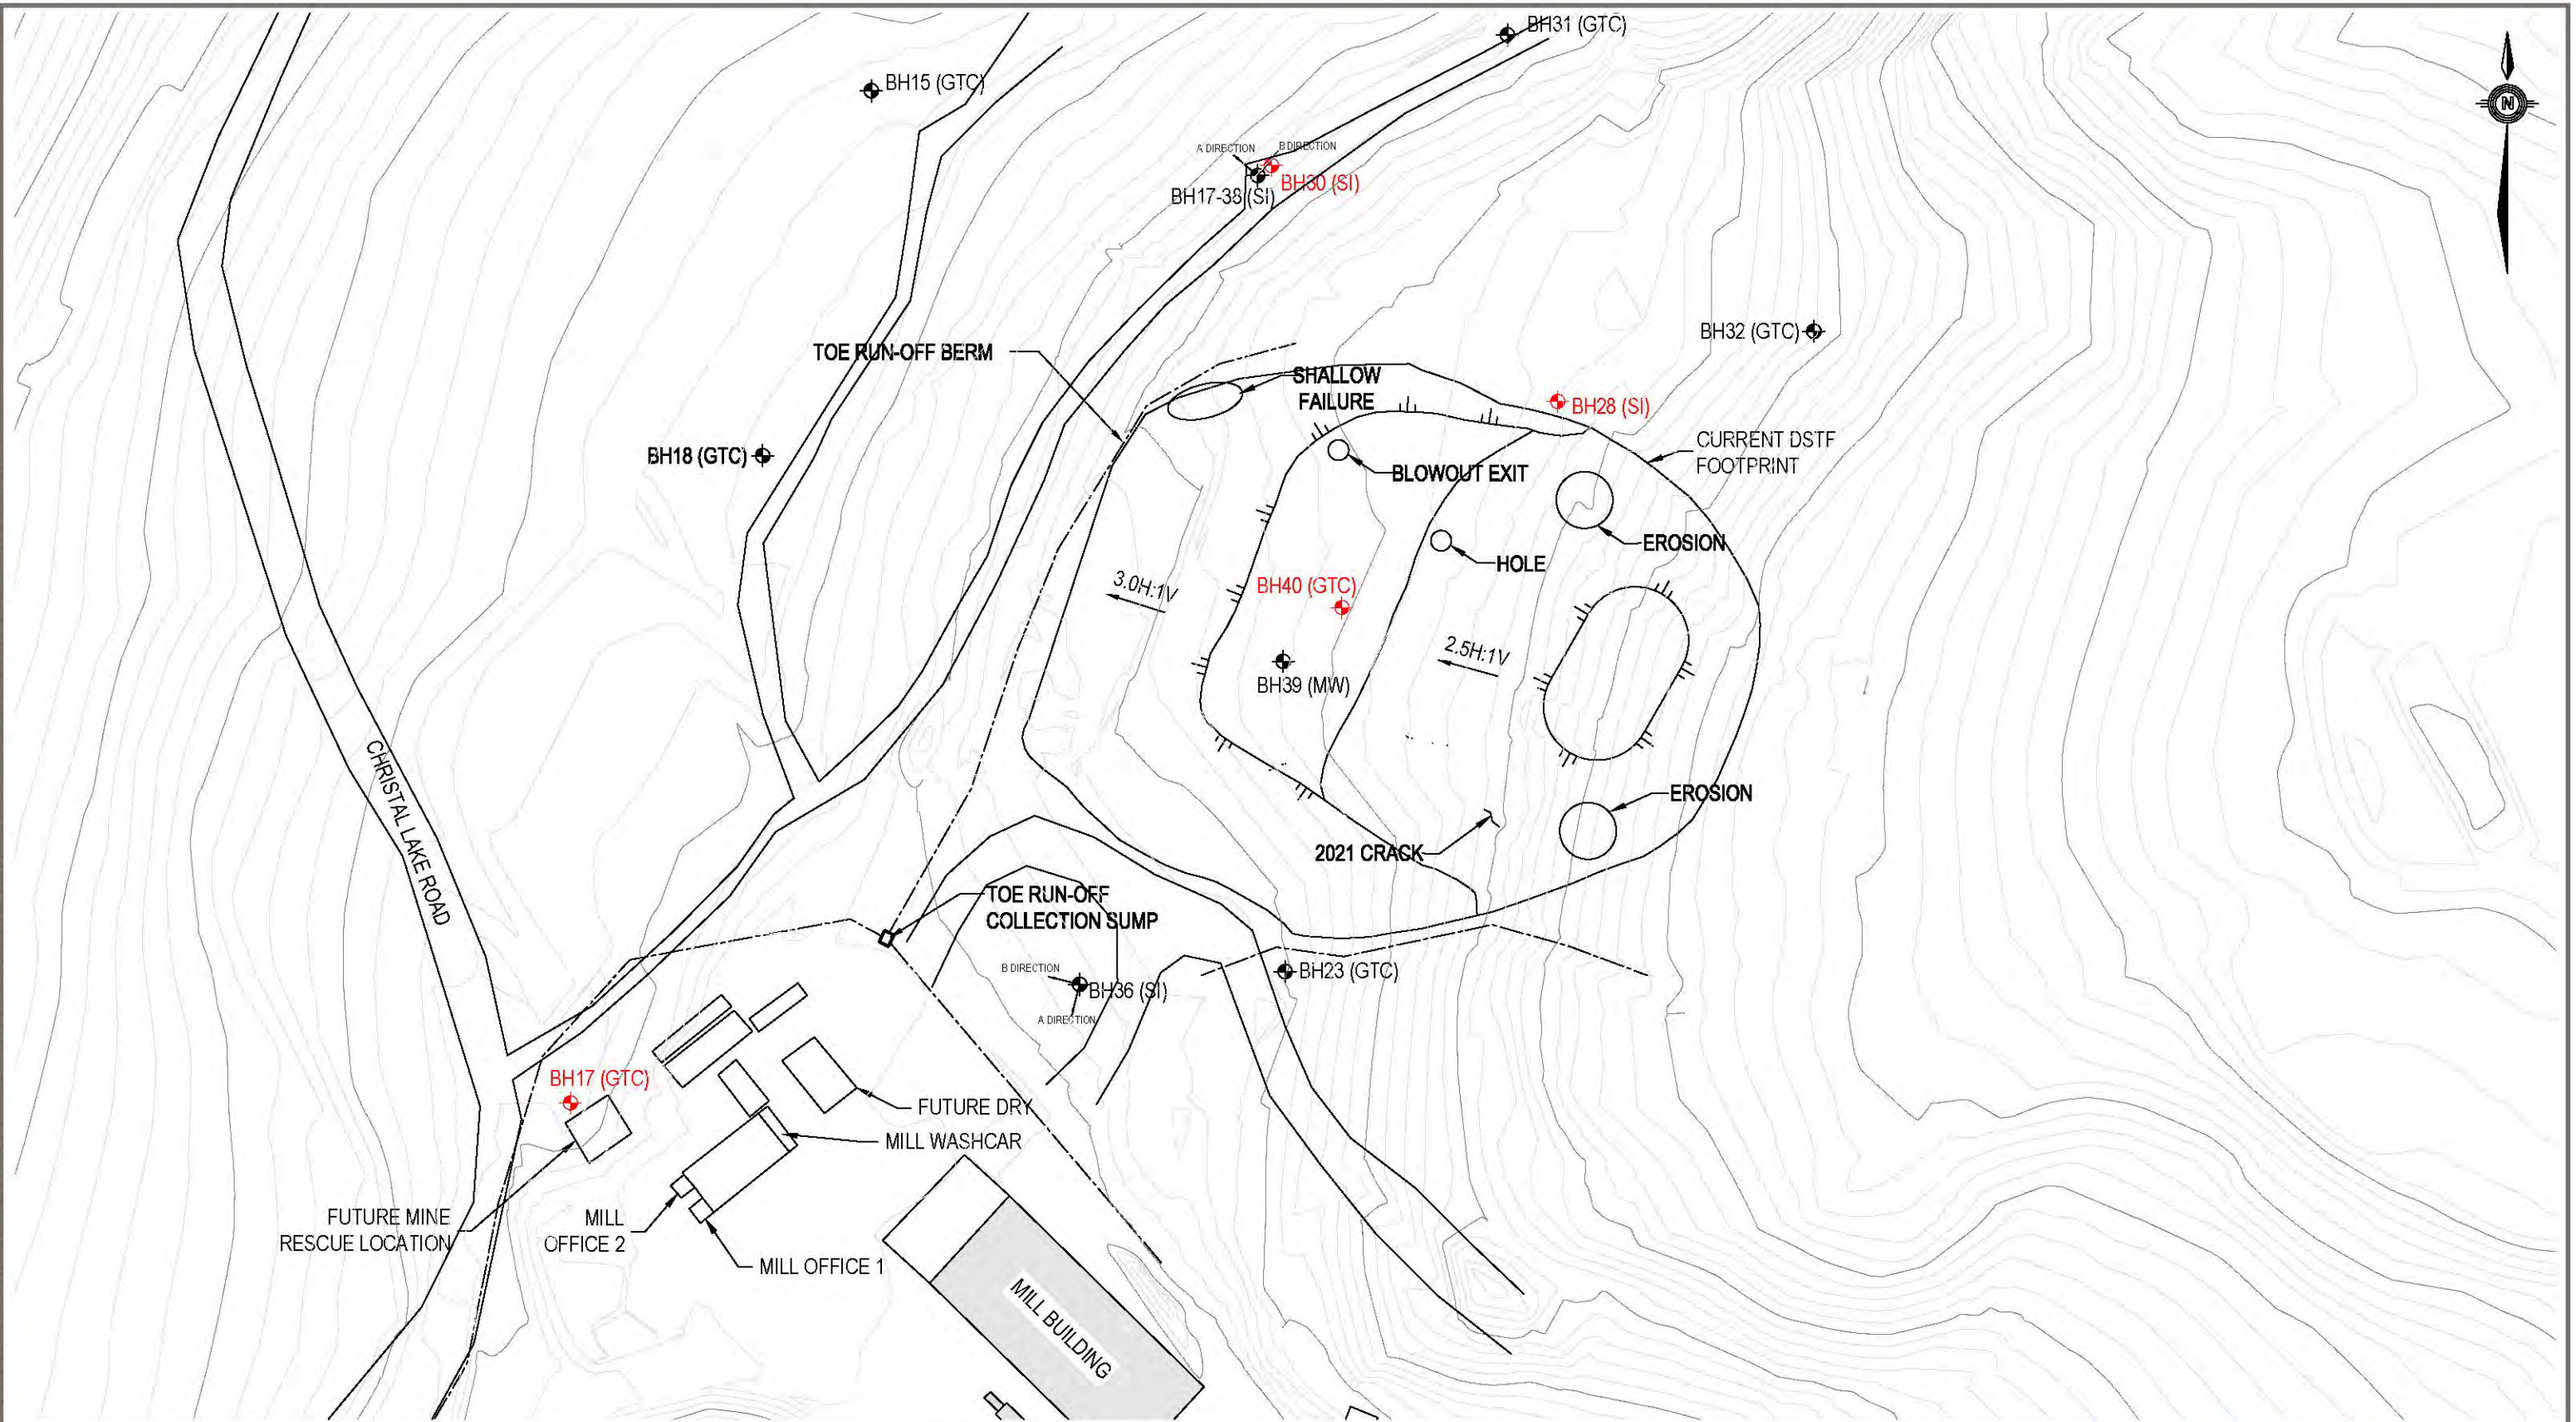 BH31 (GTC)
BH15 (GTC)
N
A DIRECTION
B DIRECTION
BH30 (SI)
BH17-38 (SI)
BH32 (GTC)
TOE RUN-OFF BERM
SHALLOW
FAILURE
BH28 (SI)
CURRENT DSTF
FOOTPRINT
BH18 (GTC)
BLOWOUT EXIT
EROSION
HOLE
3.0H:1V
BH40 (GTC)
2.5H:1V
BH39 (MW)
CHRISTAL LAKE ROAD
EROSION
2021 CRACK
TOE RUN-OFF
COLLECTION SUMP
B DIRECTION
BH36 (SI)
A DIRECTION
BH23 (GTC)
BH17 (GTC)
FUTURE DRY
MILL WASHCAR
FUTURE MINE
RESCUE LOCATION
MILL
OFFICE 2
MILL OFFICE 1
MILL BUILDING